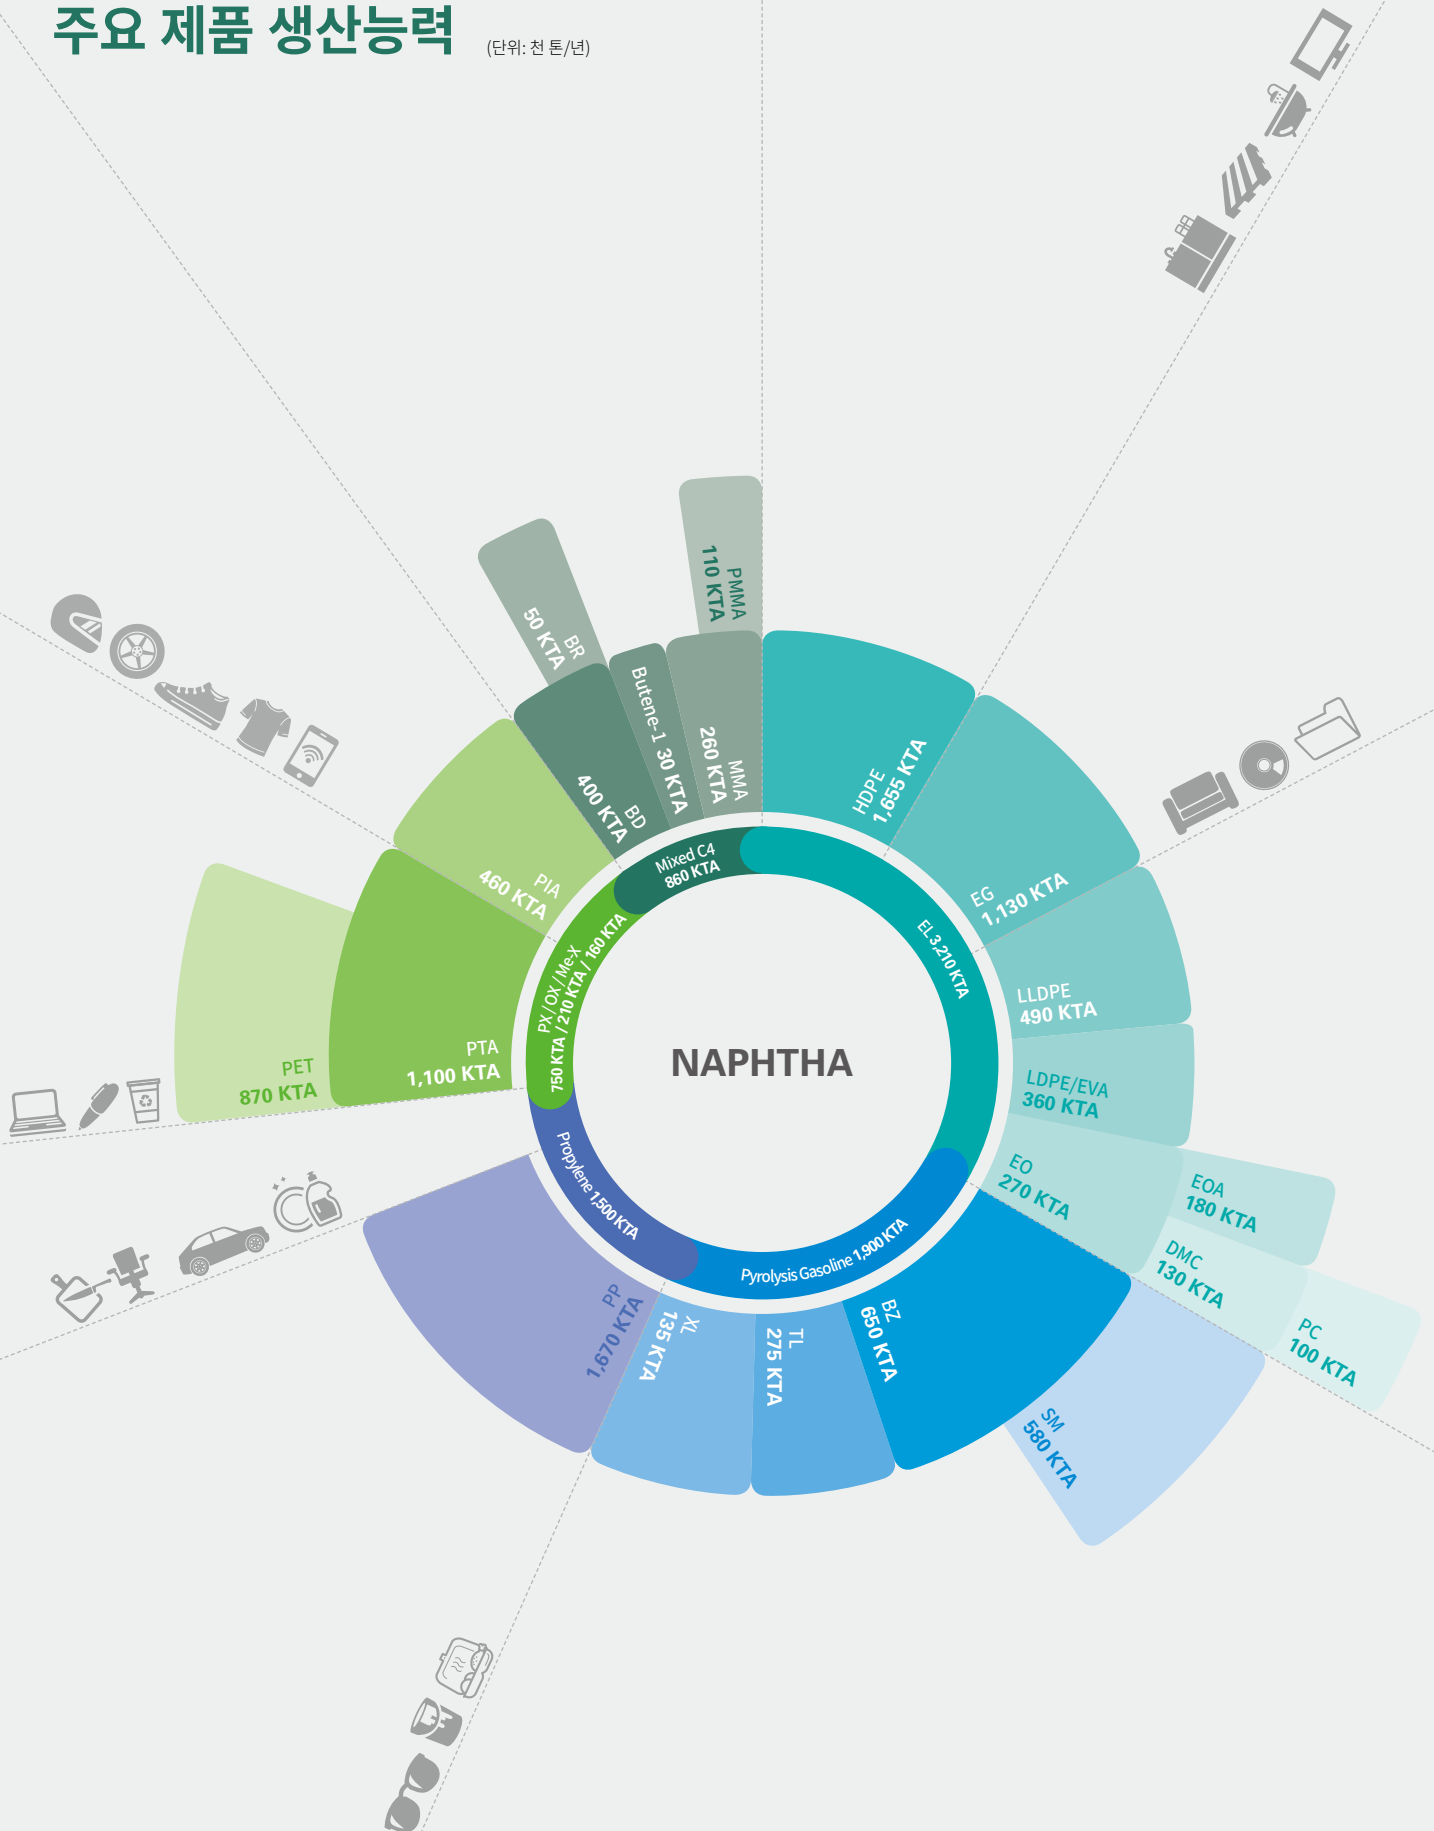 주요 제품 생산능력
(단위: 천 톤/년)
NAPHTHA
EL 3,210 KTA
HDPE
1,655 KTA
EG
1,130 KTA
LLDPE
490 KTA
LDPE/EVA
360 KTA
EO
270 KTA
EOA
180 KTA
DMC
130 KTA
PC
100 KTA
Pyrolysis Gasoline 1,900 KTA
BZ
650 KTA
SM
580 KTA
TL
275 KTA
XL
135 KTA
Propylene 1,500 KTA
PP
1,670 KTA
PX / OX / Me-X
750 KTA / 210 KTA / 160 KTA
PTA
1,100 KTA
PET
870 KTA
PIA
460 KTA
Mixed C4
860 KTA
BD
400 KTA
BR
50 KTA
Butene-1 30 KTA
MMA
260 KTA
PMMA
110 KTA